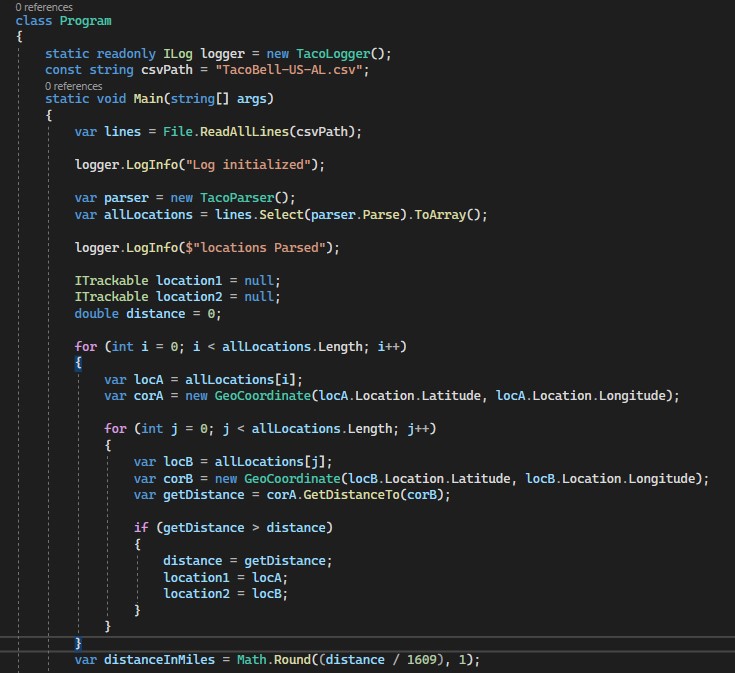 0 references
class Program
{
static readonly ILog logger = new TacoLogger();
const string csvPath = "TacoBell-US-AL.csv";
0 references
static void Main(string[] args)
{
var lines = File.ReadAllLines(csvPath);
logger.LogInfo("Log initialized");
var parser = new TacoParser();
var allLocations = lines.Select(parser.Parse).ToArray();
logger.LogInfo($"locations Parsed");
ITrackable location1 = null;
ITrackable location2 = null;
double distance = 0;
for (int i = 0; i < allLocations.Length; i++)
{
var locA = allLocations[i];
var corA = new GeoCoordinate(locA.Location.Latitude, locA.Location.Longitude);
for (int j = 0; j < allLocations.Length; j++)
{
var locB = allLocations[j];
var corB = new GeoCoordinate(locB.Location.Latitude, locB.Location.Longitude);
var getDistance = corA.GetDistanceTo(corB);
if (getDistance > distance)
{
distance = getDistance;
location1 = locA;
location2 = locB;
}
}
}
var distanceInMiles = Math.Round((distance / 1609), 1);